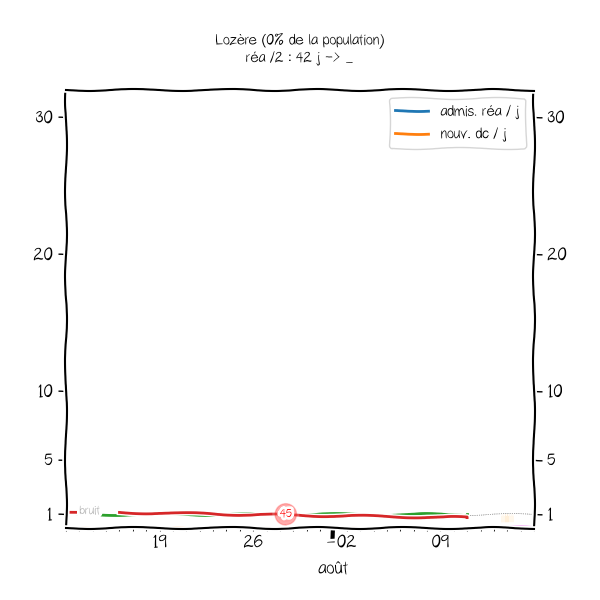 Lozère (0% de la population)
réa /2 : 42 j -> _
admis. réa / j
nouv. dc / j
30 30
20 20
10 10
5 5
1 bruit 45 1
19 26 02 09
août